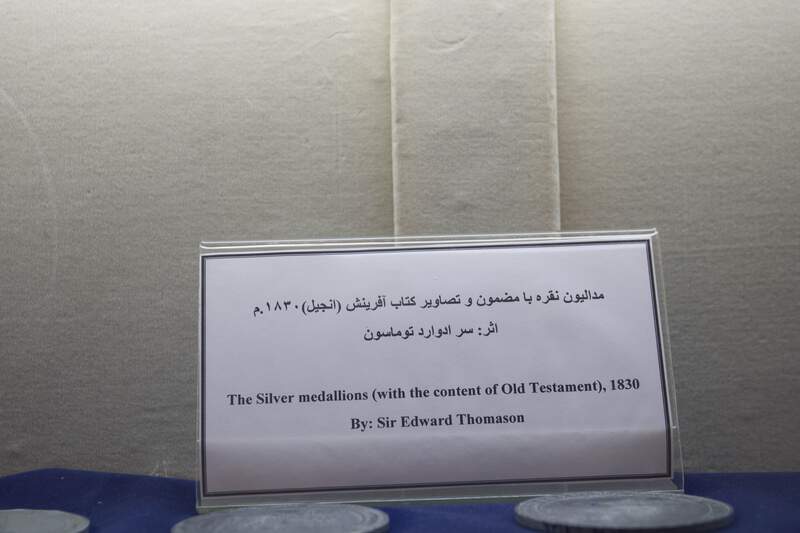 مدالیون نقره با مضمون و تصاویر کتاب آفرینش (انجیل) ۱۸۳۰.م
اثر: سر ادوارد توماسون
The Silver medallions (with the content of Old Testament), 1830
By: Sir Edward Thomason